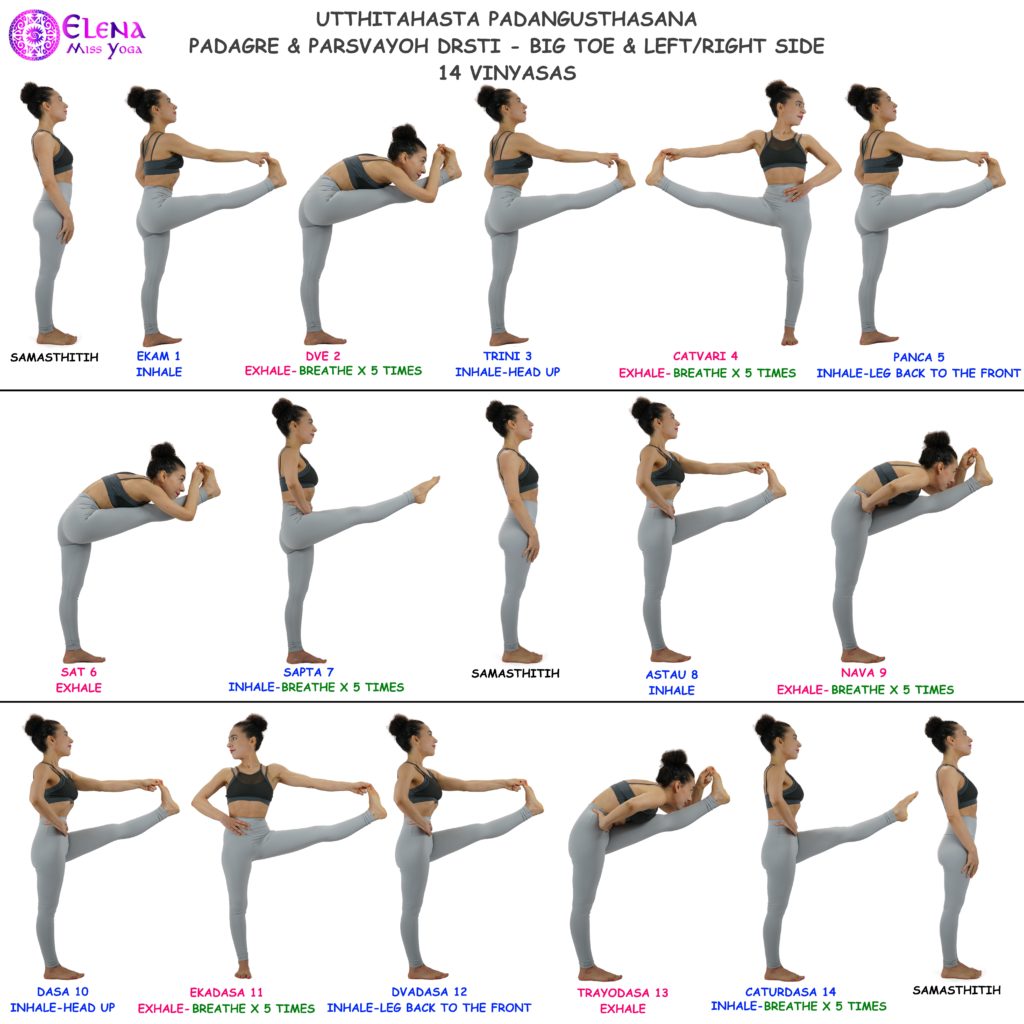 ELENA
MISS YOGA
UTTHITAHASTA PADANGUSTHASANA
PADAGRE & PARSVAYOH DRSTI - BIG TOE & LEFT/RIGHT SIDE
14 VINYASAS
SAMASTHITIH
EKAM 1
INHALE
DVE 2
EXHALE-BREATHE X 5 TIMES
TRINI 3
INHALE-HEAD UP
CATVARI 4
EXHALE-BREATHE X 5 TIMES
PANCA 5
INHALE-LEG BACK TO THE FRONT
SAT 6
EXHALE
SAPTA 7
INHALE-BREATHE X 5 TIMES
SAMASTHITIH
ASTAU 8
INHALE
NAVA 9
EXHALE-BREATHE X 5 TIMES
DASA 10
INHALE-HEAD UP
EKADASA 11
EXHALE-BREATHE X 5 TIMES
DVADASA 12
INHALE-LEG BACK TO THE FRONT
TRAYODASA 13
EXHALE
CATURDASA 14
INHALE-BREATHE X 5 TIMES
SAMASTHITIH